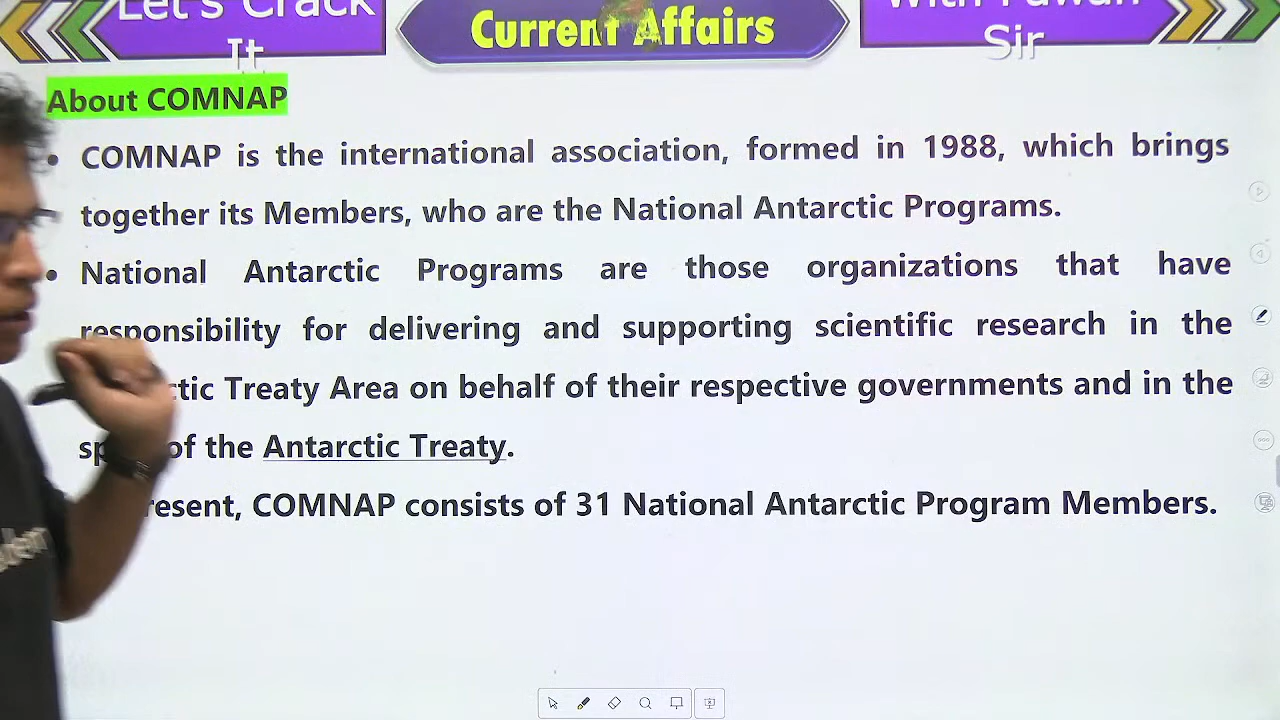 Let's Crack
It
Current Affairs
Sir
About COMNAP
• COMNAP is the international association, formed in 1988, which brings
together its Members, who are the National Antarctic Programs.
• National Antarctic Programs are those organizations that have
responsibility for delivering and supporting scientific research in the
Treaty Area on behalf of their respective governments and in the
of the Antarctic Treaty.
COMNAP consists of 31 National Antarctic Program Members.